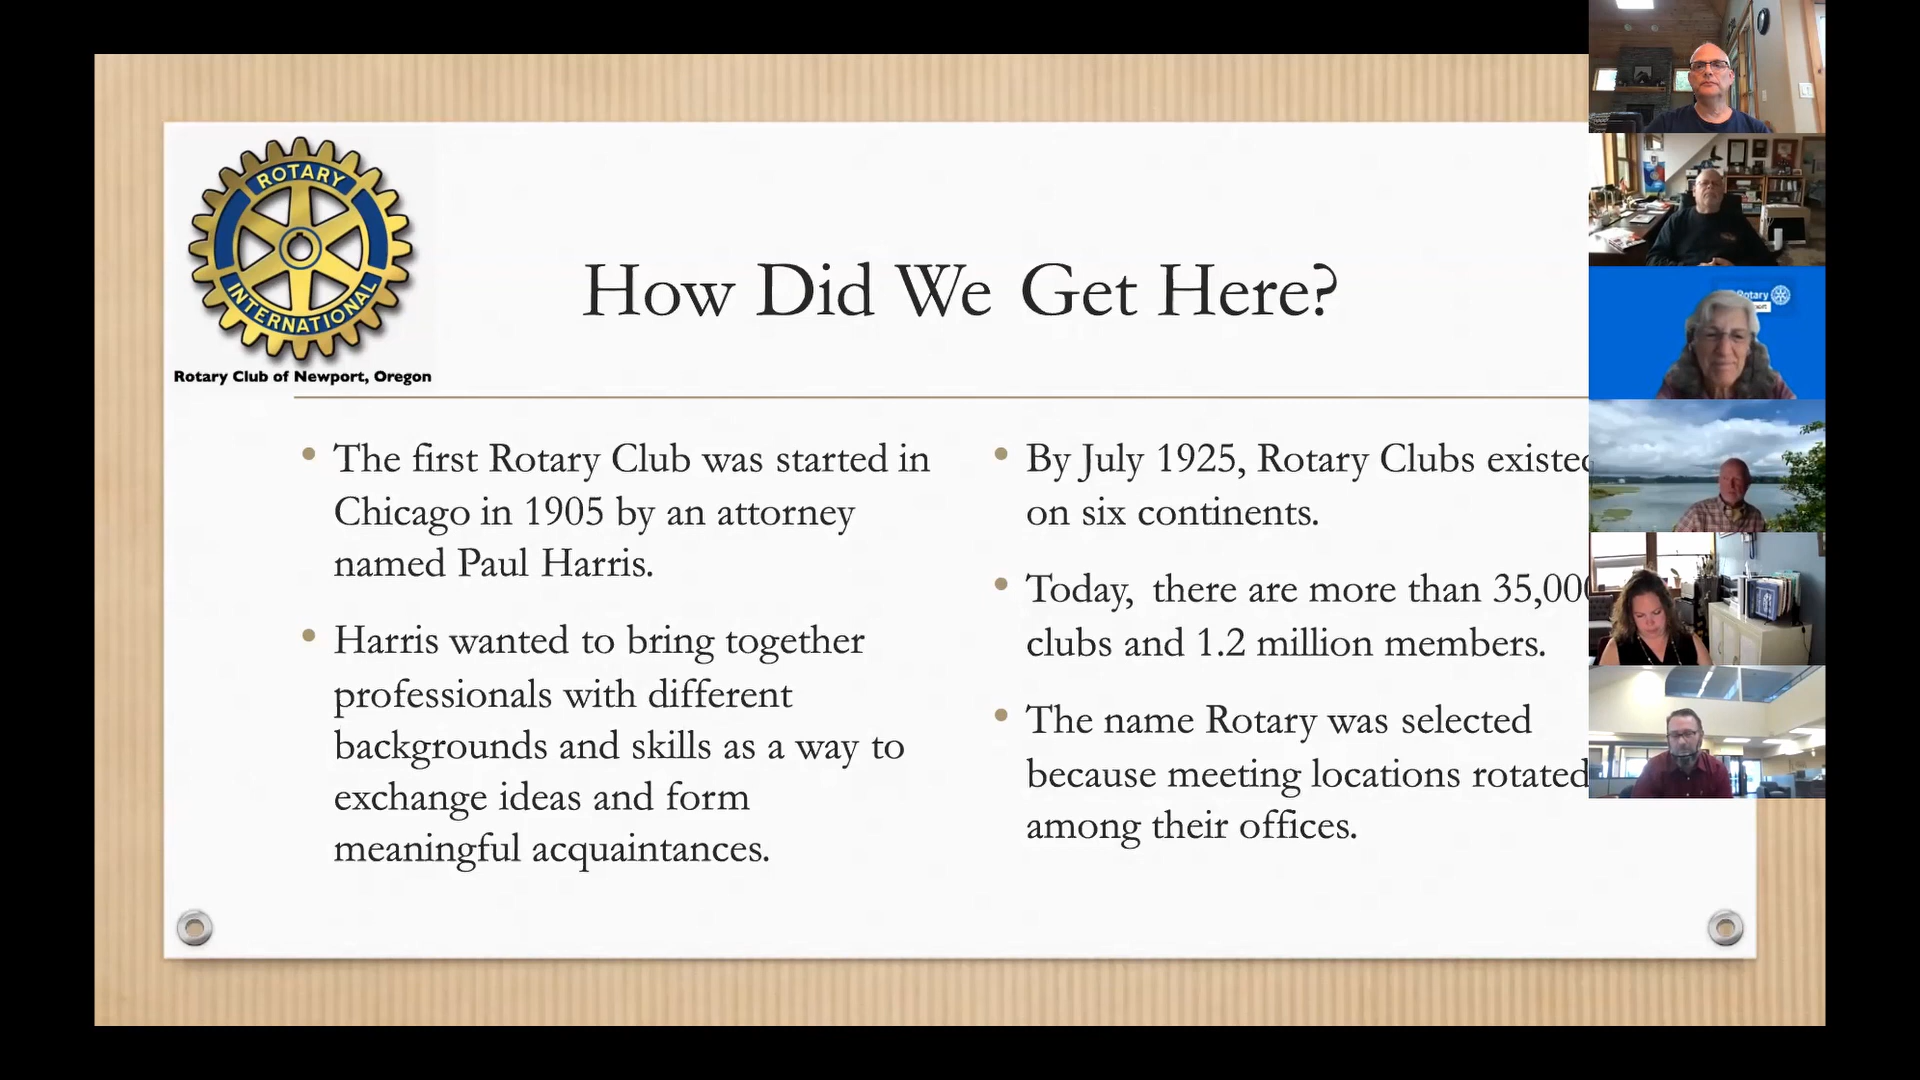 ROTARY
INTERNATIONAL
Rotary Club of Newport, Oregon
How Did We Get Here?
• The first Rotary Club was started in
Chicago in 1905 by an attorney
named Paul Harris.
• Harris wanted to bring together
professionals with different
backgrounds and skills as a way to
exchange ideas and form
meaningful acquaintances.
• By July 1925, Rotary Clubs existed
on six continents.
• Today,  there are more than 35,000
clubs and 1.2 million members.
• The name Rotary was selected
because meeting locations rotated
among their offices.
Rotary